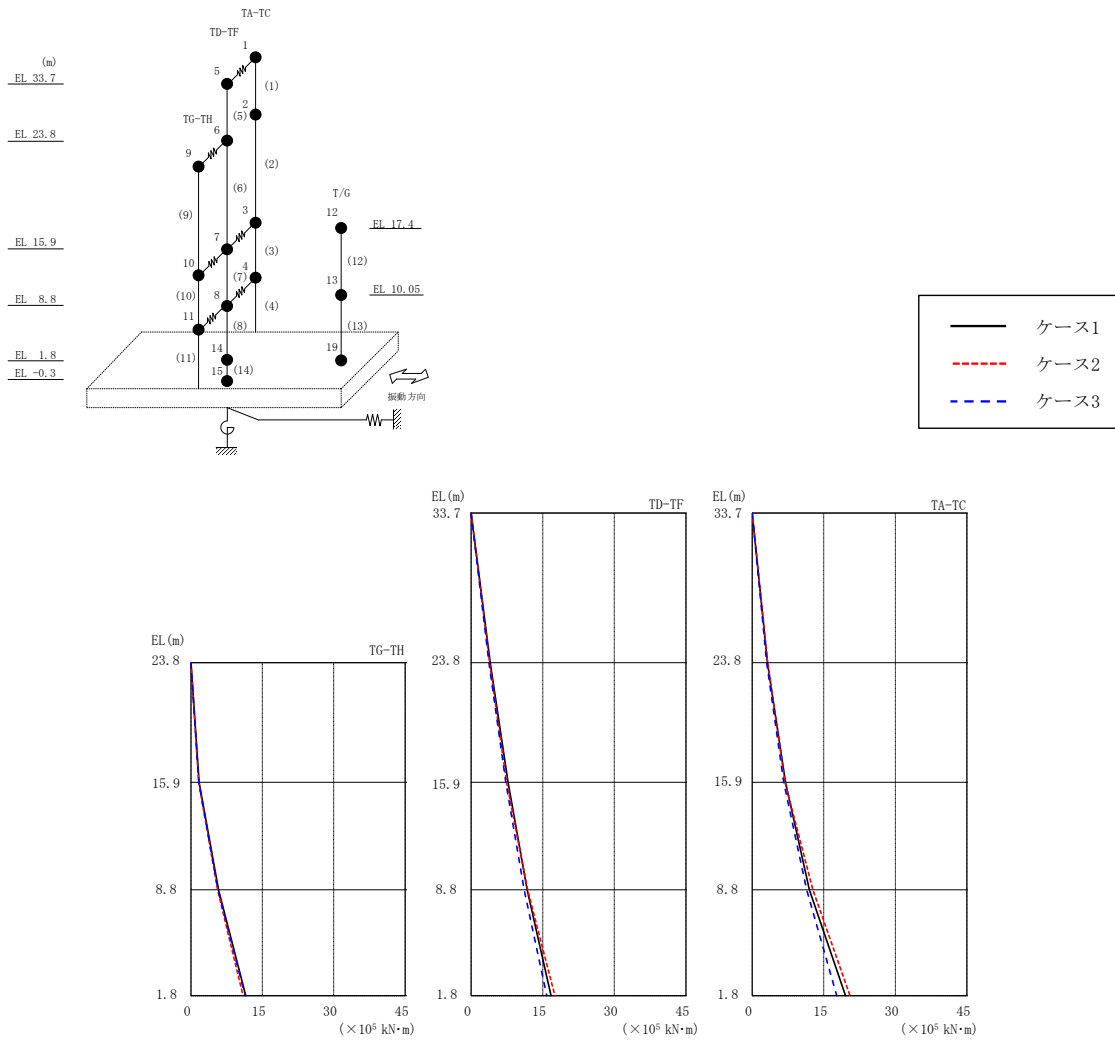 TA-TC
TD-TF
(m)
1
5
EL 33.7
(1)
2
(5)
TG-TH
6
EL 23.8
9
(2)
(6)
T/G
(9)
12
3
EL 17.4
7
EL 15.9
(3)
(12)
10
4
(7)
13
(10)
8
EL 10.05
EL 8.8
(4)
11
(8)
(13)
14
19
EL 1.8
(11)
15
(14)
EL -0.3
振動方向
ケース1
ケース2
ケース3
EL(m)
TD-TF
33.7
23.8
15.9
8.8
1.8
0 15 30 45
(×10⁵ kN・m)
EL(m)
TA-TC
33.7
23.8
15.9
8.8
1.8
0 15 30 45
(×10⁵ kN・m)
EL(m)
TG-TH
23.8
15.9
8.8
1.8
0 15 30 45
(×10⁵ kN・m)